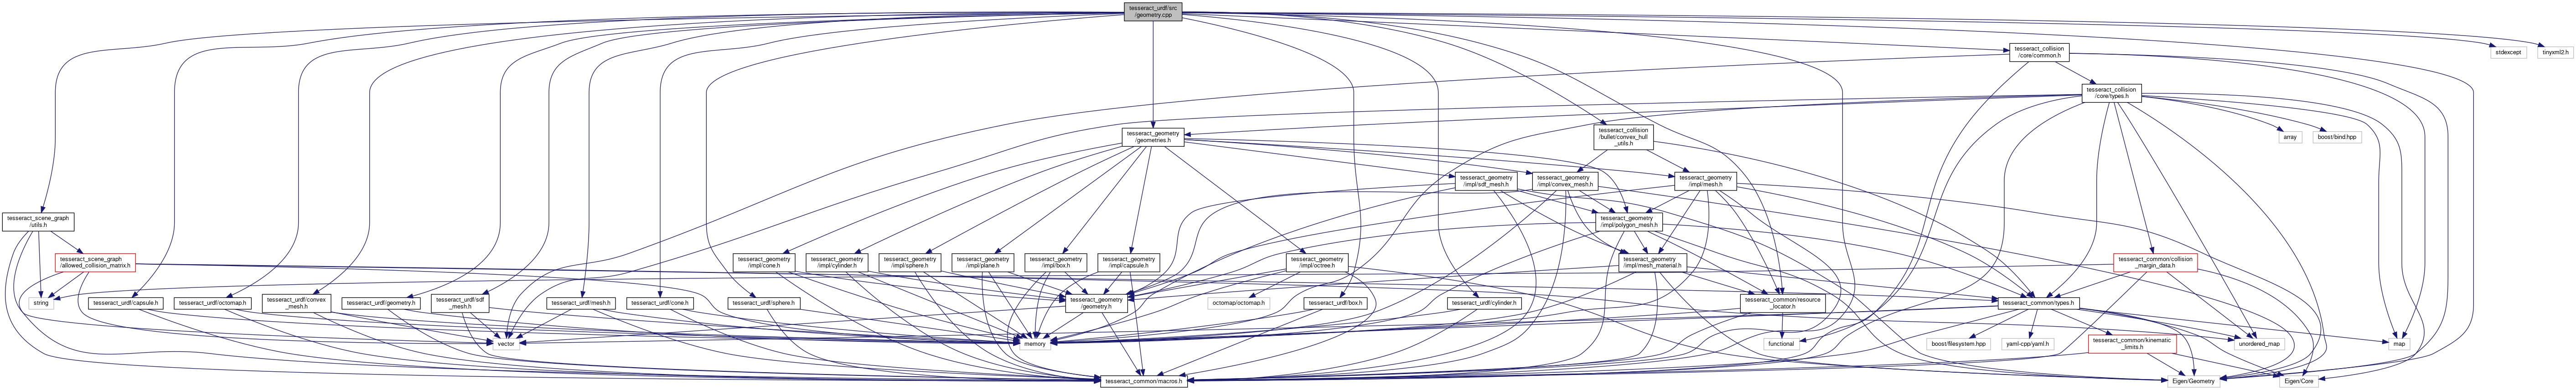 tesseract_urdf/src
/geometry.cpp
tesseract_collision
/core/common.h
stdexcept
tinyxml2.h
tesseract_collision
/core/types.h
tesseract_geometry
/geometries.h
tesseract_collision
/bullet/convex_hull
_utils.h
array
boost/bind.hpp
tesseract_geometry
/impl/sdf_mesh.h
tesseract_geometry
/impl/convex_mesh.h
tesseract_geometry
/impl/mesh.h
tesseract_scene_graph
/utils.h
tesseract_geometry
/impl/polygon_mesh.h
tesseract_scene_graph
/allowed_collision_matrix.h
tesseract_geometry
/impl/cone.h
tesseract_geometry
/impl/cylinder.h
tesseract_geometry
/impl/sphere.h
tesseract_geometry
/impl/plane.h
tesseract_geometry
/impl/box.h
tesseract_geometry
/impl/capsule.h
tesseract_geometry
/impl/octree.h
tesseract_geometry
/impl/mesh_material.h
tesseract_common/collision
_margin_data.h
string
tesseract_urdf/capsule.h
tesseract_urdf/octomap.h
tesseract_urdf/convex
_mesh.h
tesseract_urdf/geometry.h
tesseract_urdf/sdf
_mesh.h
tesseract_urdf/mesh.h
tesseract_urdf/cone.h
tesseract_urdf/sphere.h
tesseract_geometry
/geometry.h
octomap/octomap.h
tesseract_urdf/box.h
tesseract_urdf/cylinder.h
tesseract_common/resource
_locator.h
tesseract_common/types.h
vector
memory
functional
boost/filesystem.hpp
yaml-cpp/yaml.h
tesseract_common/kinematic
_limits.h
unordered_map
map
tesseract_common/macros.h
Eigen/Geometry
Eigen/Core